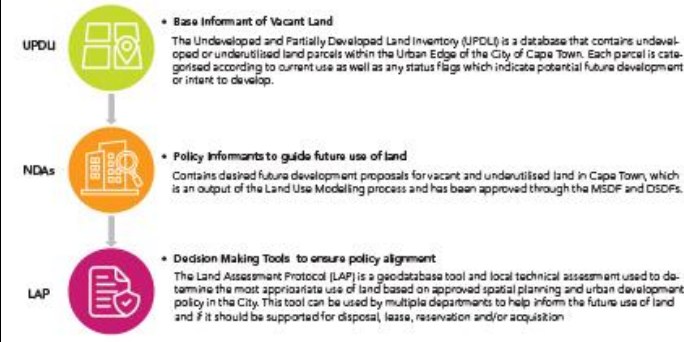 • Base Informant of Vacant Land
UPDLI
The Undeveloped and Partially Developed Land Inventory (UPDLI) is a database that contains undevel-
oped or underutilised land parcels within the Urban Edge of the City of Cape Town. Each parcel is cate-
gorised according to current use as well as any status flags which indicate potential future development
or intent to develop.
• Policy Informants to guide future use of land
NDAs
Contains desired future development proposals for vacant and underutilised land in Cape Town, which
is an output of the Land Use Modelling process and has been approved through the MSDF and DSDFs.
• Decision Making Tools to ensure policy alignment
LAP
The Land Assessment Protocol (LAP) is a geodatabase tool and local technical assessment used to de-
termine the most appricariate use of land based on approved spatial planning and urban development
policy in the City. This tool can be used by multiple departments to help inform the future use of land
and if it should be supported for disposal, lease, reservation and/or acquisition